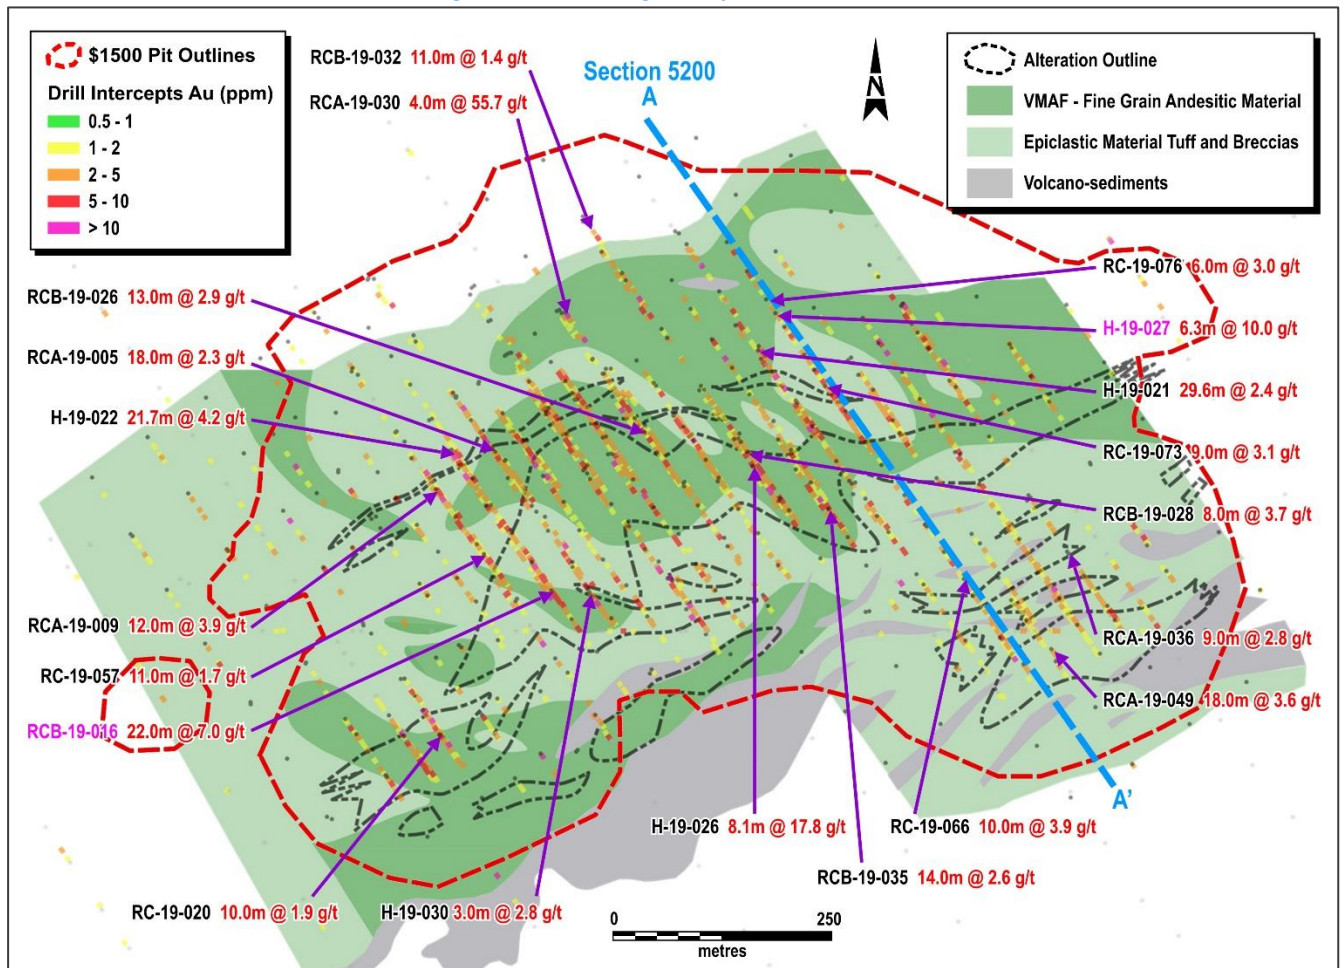 $1500 Pit Outlines
Drill Intercepts Au (ppm)
0.5 - 1
1 - 2
2 - 5
5 - 10
> 10
RCB-19-032 11.0m @ 1.4 g/t
RCA-19-030 4.0m @ 55.7 g/t
Section 5200
A
N
Alteration Outline
VMAF - Fine Grain Andesitic Material
Epiclastic Material Tuff and Breccias
Volcano-sediments
RCB-19-026 13.0m @ 2.9 g/t
RCA-19-005 18.0m @ 2.3 g/t
H-19-022 21.7m @ 4.2 g/t
RCA-19-009 12.0m @ 3.9 g/t
RC-19-057 11.0m @ 1.7 g/t
RCB-19-016 22.0m @ 7.0 g/t
RC-19-076 6.0m @ 3.0 g/t
H-19-027 6.3m @ 10.0 g/t
H-19-021 29.6m @ 2.4 g/t
RC-19-073 9.0m @ 3.1 g/t
RCB-19-028 8.0m @ 3.7 g/t
RCA-19-036 9.0m @ 2.8 g/t
RCA-19-049 18.0m @ 3.6 g/t
A'
H-19-026 8.1m @ 17.8 g/t
RC-19-066 10.0m @ 3.9 g/t
RCB-19-035 14.0m @ 2.6 g/t
RC-19-020 10.0m @ 1.9 g/t
H-19-030 3.0m @ 2.8 g/t
0 250
metres